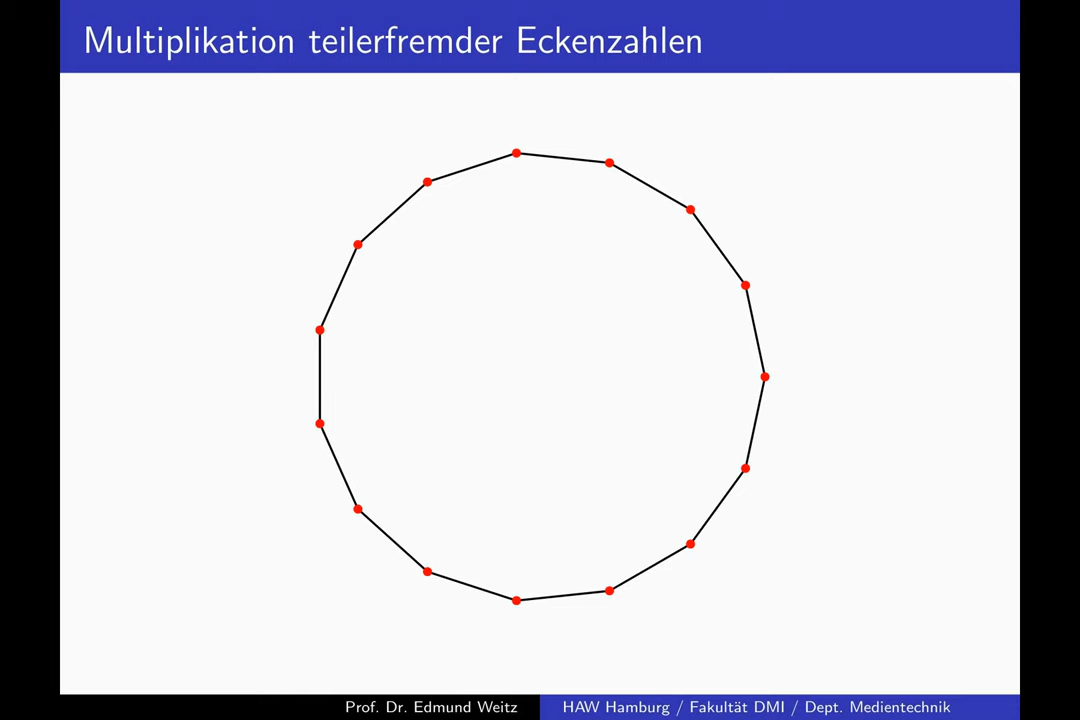 Multiplikation teilerfremder Eckenzahlen
Prof. Dr. Edmund Weitz
HAW Hamburg / Fakultät DMI / Dept. Medientechnik